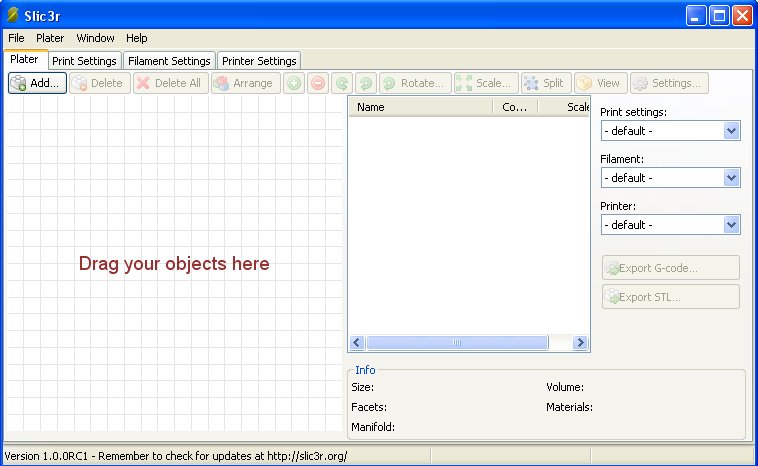 Slic3r
File Plater Window Help
Plater Print Settings Filament Settings Printer Settings
Add... Delete Delete All Arrange Rotate... Scale... Split View Settings...
Name Co... Scale
Print settings:
- default -
Filament:
- default -
Printer:
- default -
Drag your objects here
Export G-code...
Export STL...
Info
Size: Volume:
Facets: Materials:
Manifold:
Version 1.0.0RC1 - Remember to check for updates at http://slic3r.org/